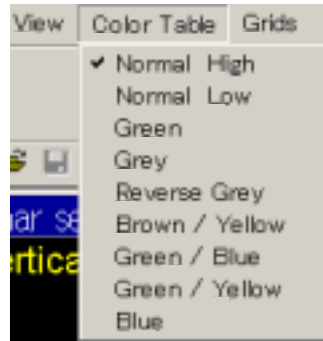 View Color Table Grids
Normal High
Normal Low
Green
Grey
Reverse Grey
Brown / Yellow
Green / Blue
Green / Yellow
Blue